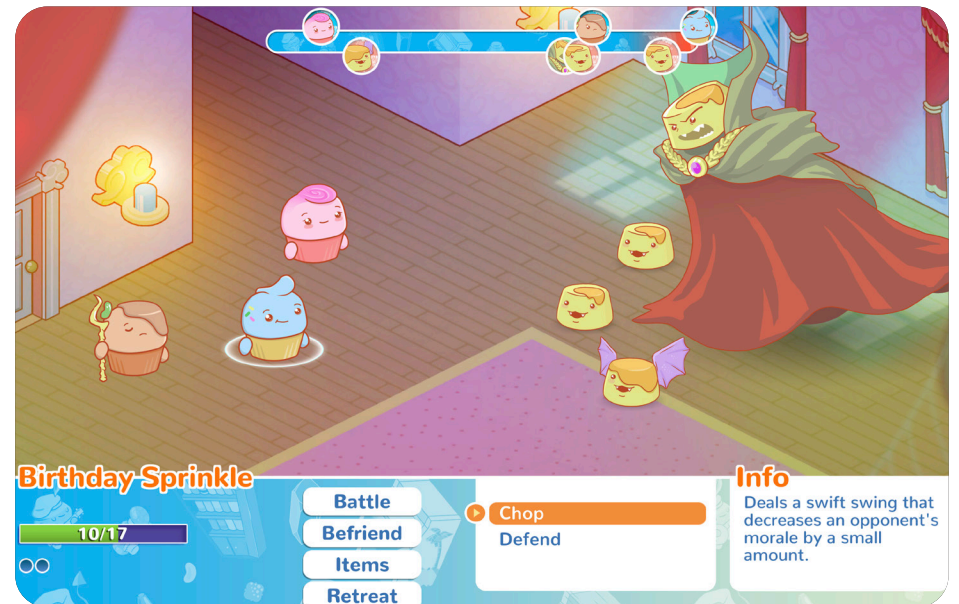 Birthday Sprinkle
10/17
Battle
Befriend
Items
Retreat
Chop
Defend
Info
Deals a swift swing that
decreases an opponent's
morale by a small
amount.